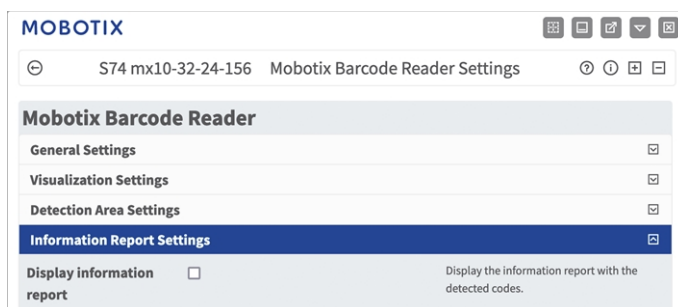 MOBOTIX
S74 mx10-32-24-156 Mobotix Barcode Reader Settings
Mobotix Barcode Reader
General Settings
Visualization Settings
Detection Area Settings
Information Report Settings
Display information Display the information report with the
report detected codes.